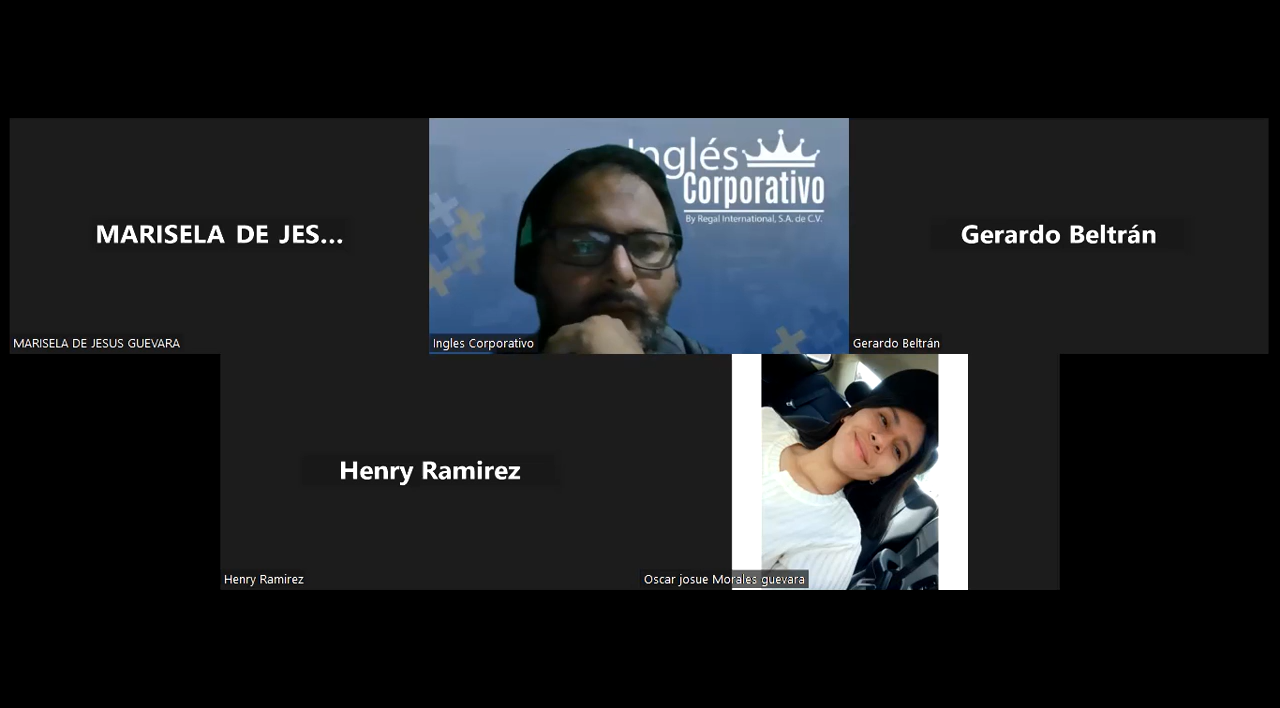 MARISELA DE JES...
MARISELA DE JESUS GUEVARA
Inglés
Corporativo
By Regal International, S.A. de C.V.
Ingles Corporativo
Gerardo Beltrán
Gerardo Beltrán
Henry Ramirez
Henry Ramirez
Oscar josue Morales guevara